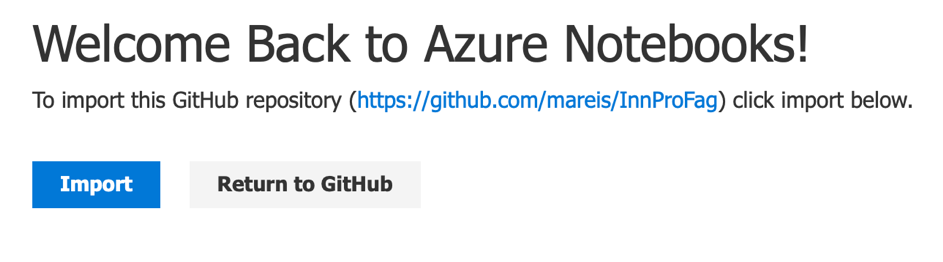 Welcome Back to Azure Notebooks!
To import this GitHub repository (https://github.com/mareis/InnProFag) click import below.
Import
Return to GitHub